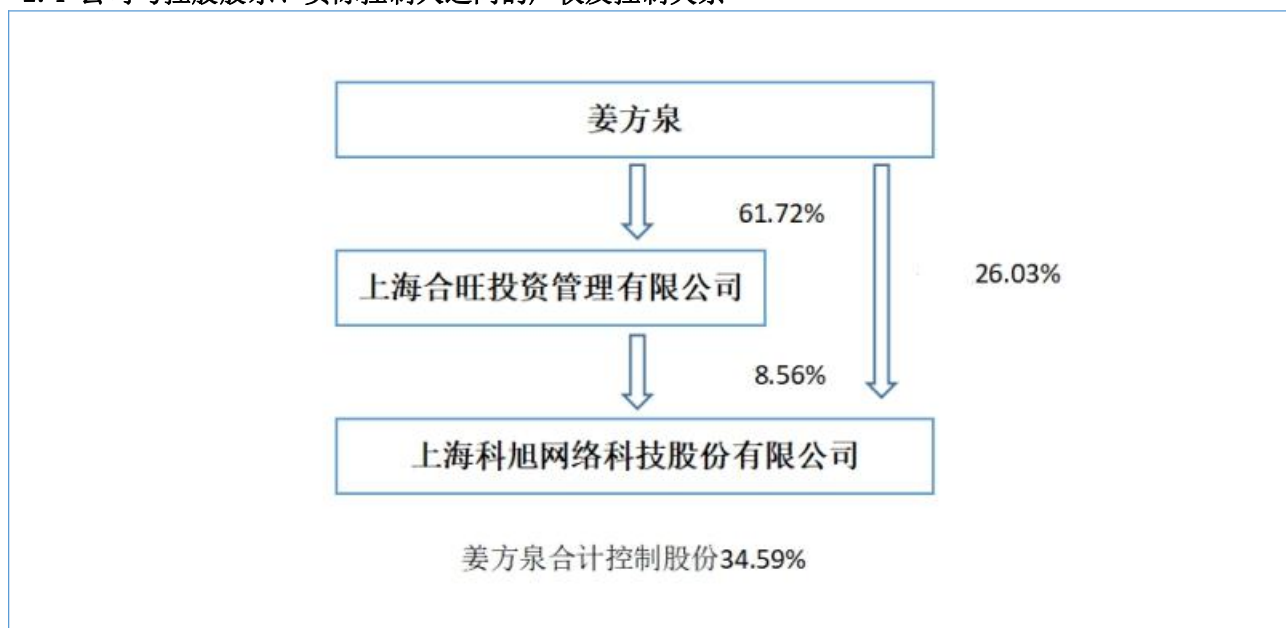 姜方泉
61.72%
26.03%
上海合旺投资管理有限公司
8.56%
上海科旭网络科技股份有限公司
姜方泉合计控制股份34.59%